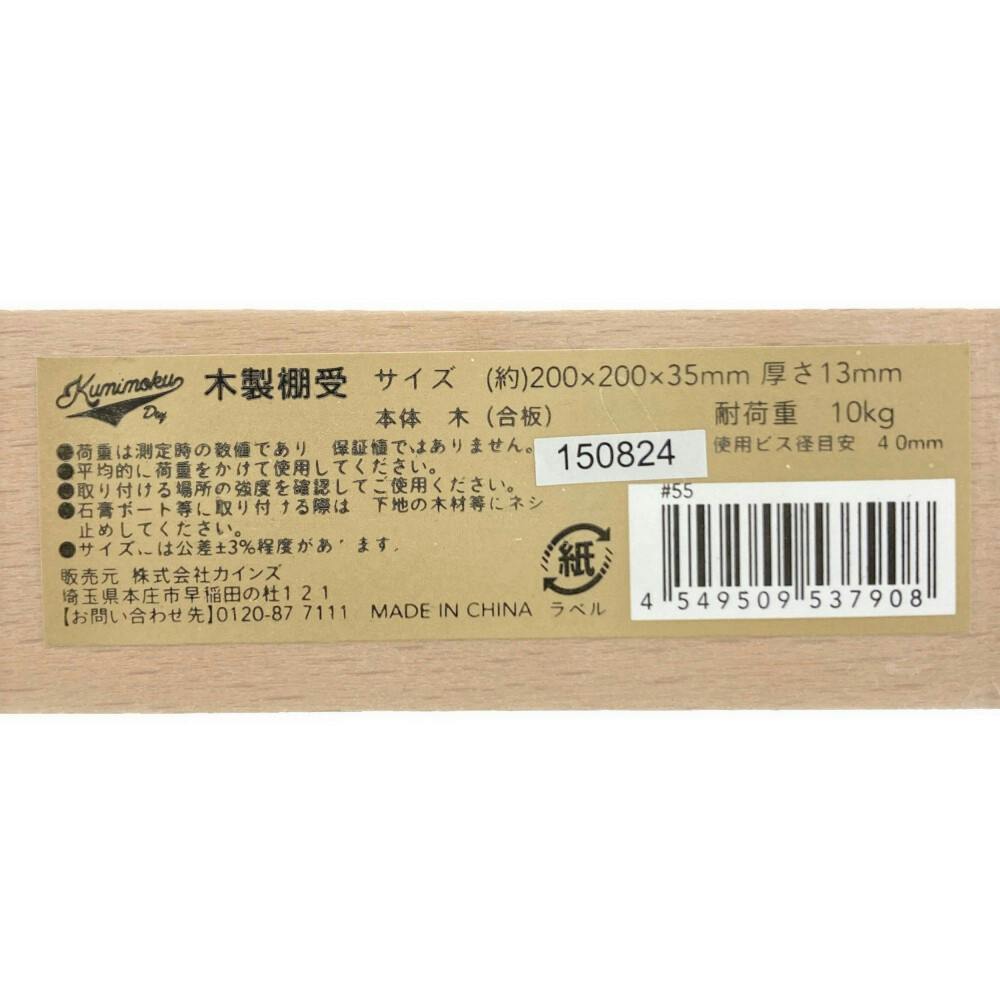 Kumimoku
Diy
木製棚受 サイズ (約)200×200×35mm 厚さ13mm
本体 木 (合板) 耐荷重 10kg
使用ビス径目安 4 0mm
150824
●荷重は測定時の数値であり 保証値ではありません。
●平均的に荷重をかけて使用してください。
●取り付ける場所の強度を確認してご使用ください。
●石膏ボート等に取り付ける際は 下地の木材等にネシ
止めしてください。
●サイズには公差±3%程度があります.
販売元 株式会社カインズ
埼玉県本庄市早稲田の杜1 2 1
【お問い合わせ先】0120-87 7111 MADE IN CHINA
紙
ラベル
#55
4 549509 537908